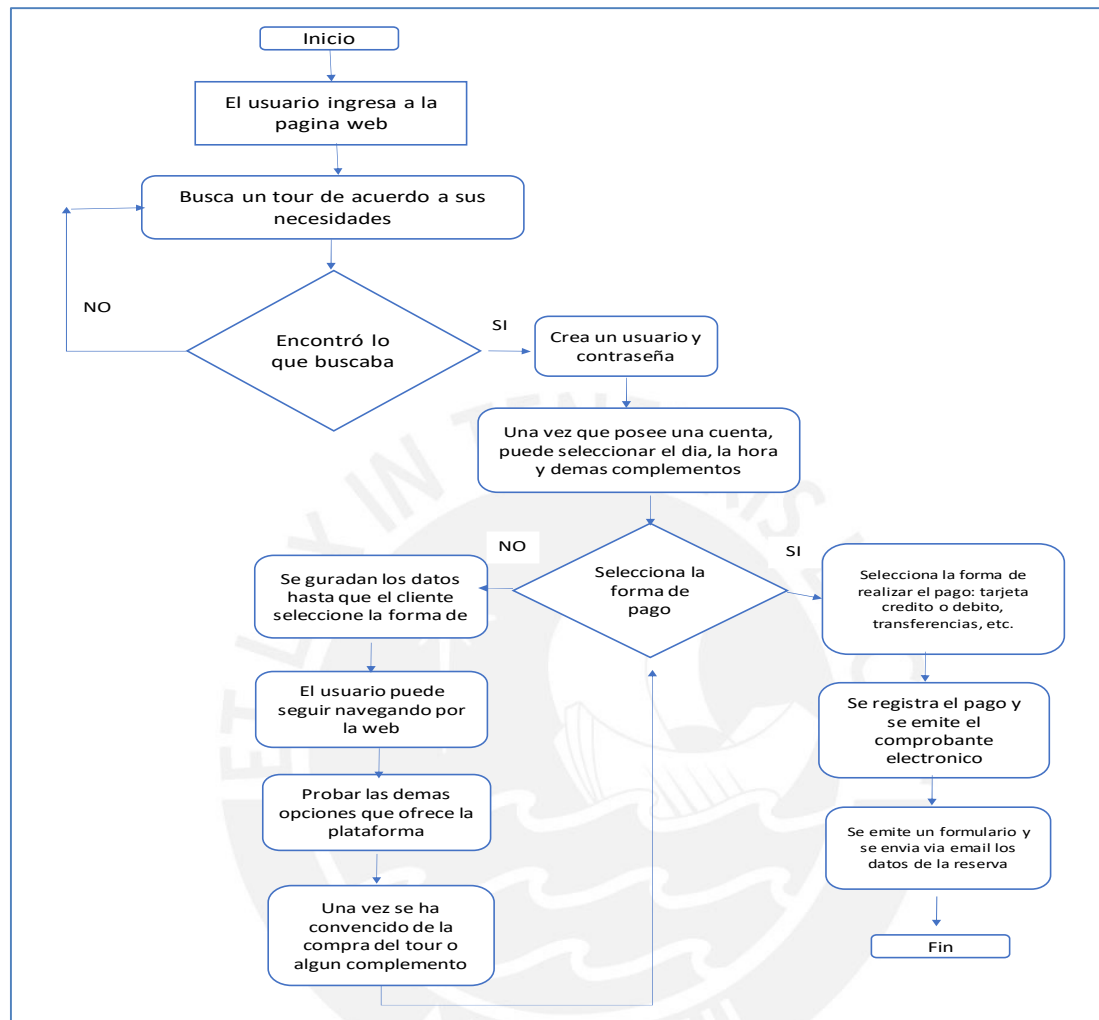 Inicio
El usuario ingresa a la
pagina web
Busca un tour de acuerdo a sus
necesidades
NO
Encontró lo
que buscaba
SI
Crea un usuario y
contraseña
Una vez que posee una cuenta,
puede seleccionar el dia, la hora
y demas complementos
NO
Selecciona la
forma de
pago
SI
Se guradan los datos
hasta que el cliente
seleccione la forma de
El usuario puede
seguir navegando por
la web
Probar las demas
opciones que ofrece la
plataforma
Una vez se ha
convencido de la
compra del tour o
algun complemento
Selecciona la forma de
realizar el pago: tarjeta
credito o debito,
transferencias, etc.
Se registra el pago y
se emite el
comprobante
electronico
Se emite un formulario y
se envia via email los
datos de la reserva
Fin